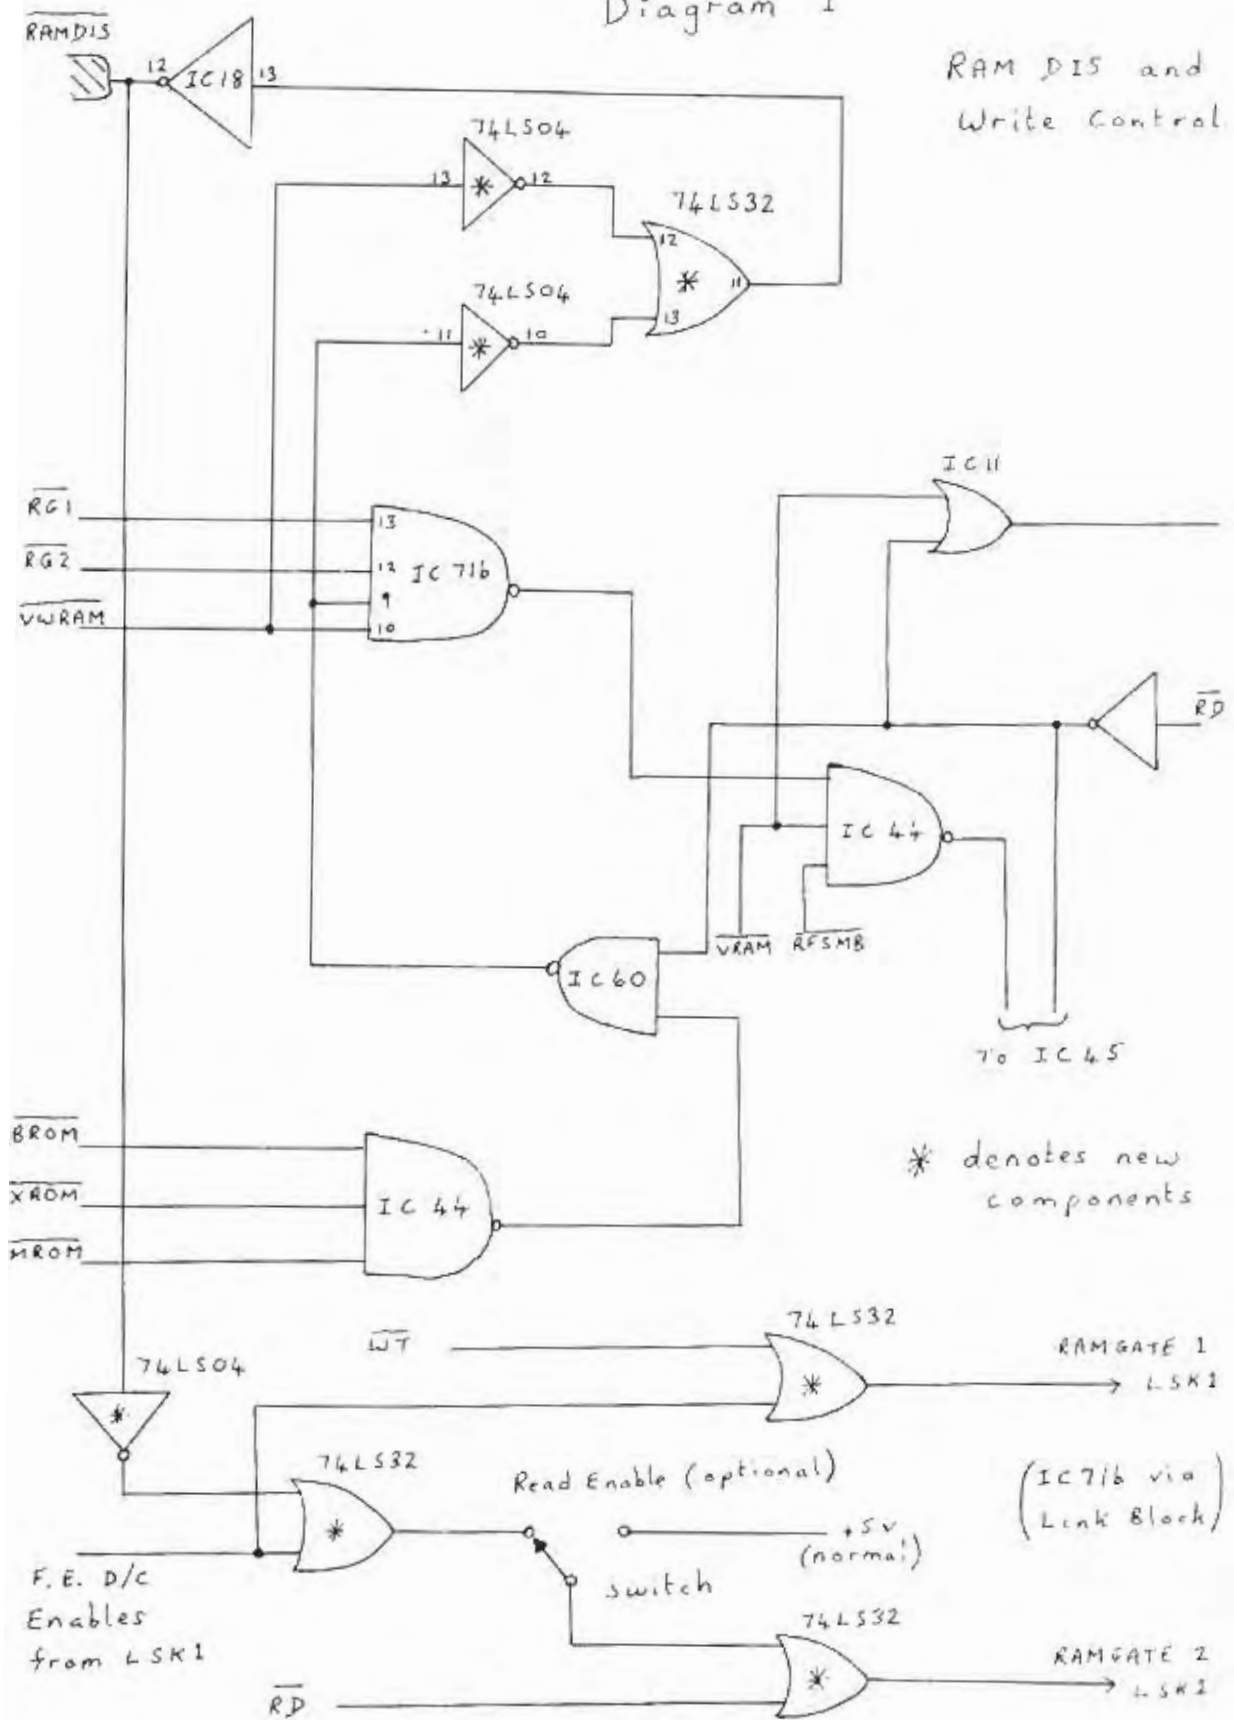 Diagram 1
RAMDIS
RAM DIS and
Write Control
12
IC18
13
74LS04
13
*
12
74LS32
12
*
11
13
74LS04
11
*
10
IC11
RG1
13
RG2
12
IC 71b
9
VWRAM
10
RD
IC 44
VRAM
RFSMB
IC60
To IC45
BROM
XROM
IC 44
MROM
* denotes new
components
74LS32
WT
*
RAMGATE 1
LSK1
74LS04
*
74LS32
*
Read Enable (optional)
+5v
(normal)
switch
(IC71b via
Link Block)
F.E. D/C
Enables
from LSK1
74LS32
*
RAMGATE 2
LSK1
RD